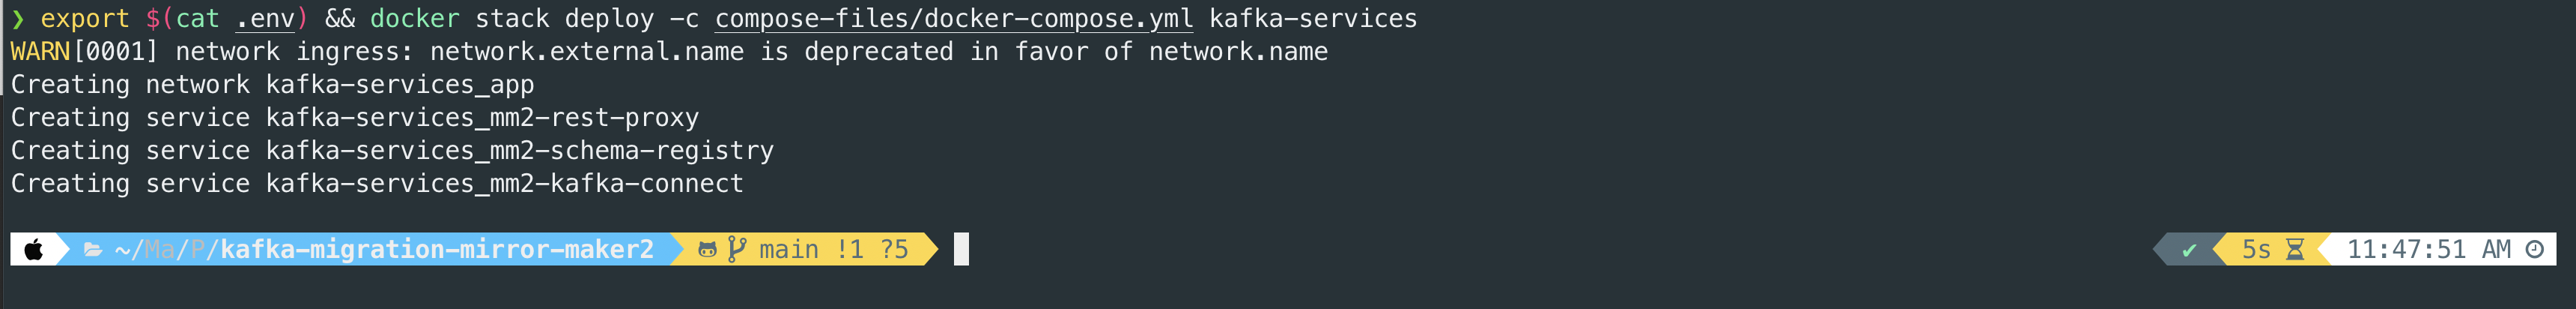 ❯ export $(cat .env) && docker stack deploy -c compose-files/docker-compose.yml kafka-services
WARN[0001] network ingress: network.external.name is deprecated in favor of network.name
Creating network kafka-services_app
Creating service kafka-services_mm2-rest-proxy
Creating service kafka-services_mm2-schema-registry
Creating service kafka-services_mm2-kafka-connect
~/Ma/P/kafka-migration-mirror-maker2 main !1 ?5 ✔ 5s 11:47:51 AM